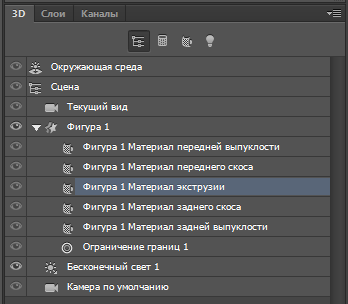 3D Слои Каналы
Окружающая среда
Сцена
Текущий вид
Фигура 1
Фигура 1 Материал передней выпуклости
Фигура 1 Материал переднего скоса
Фигура 1 Материал экструзии
Фигура 1 Материал заднего скоса
Фигура 1 Материал задней выпуклости
Ограничение границ 1
Бесконечный свет 1
Камера по умолчанию